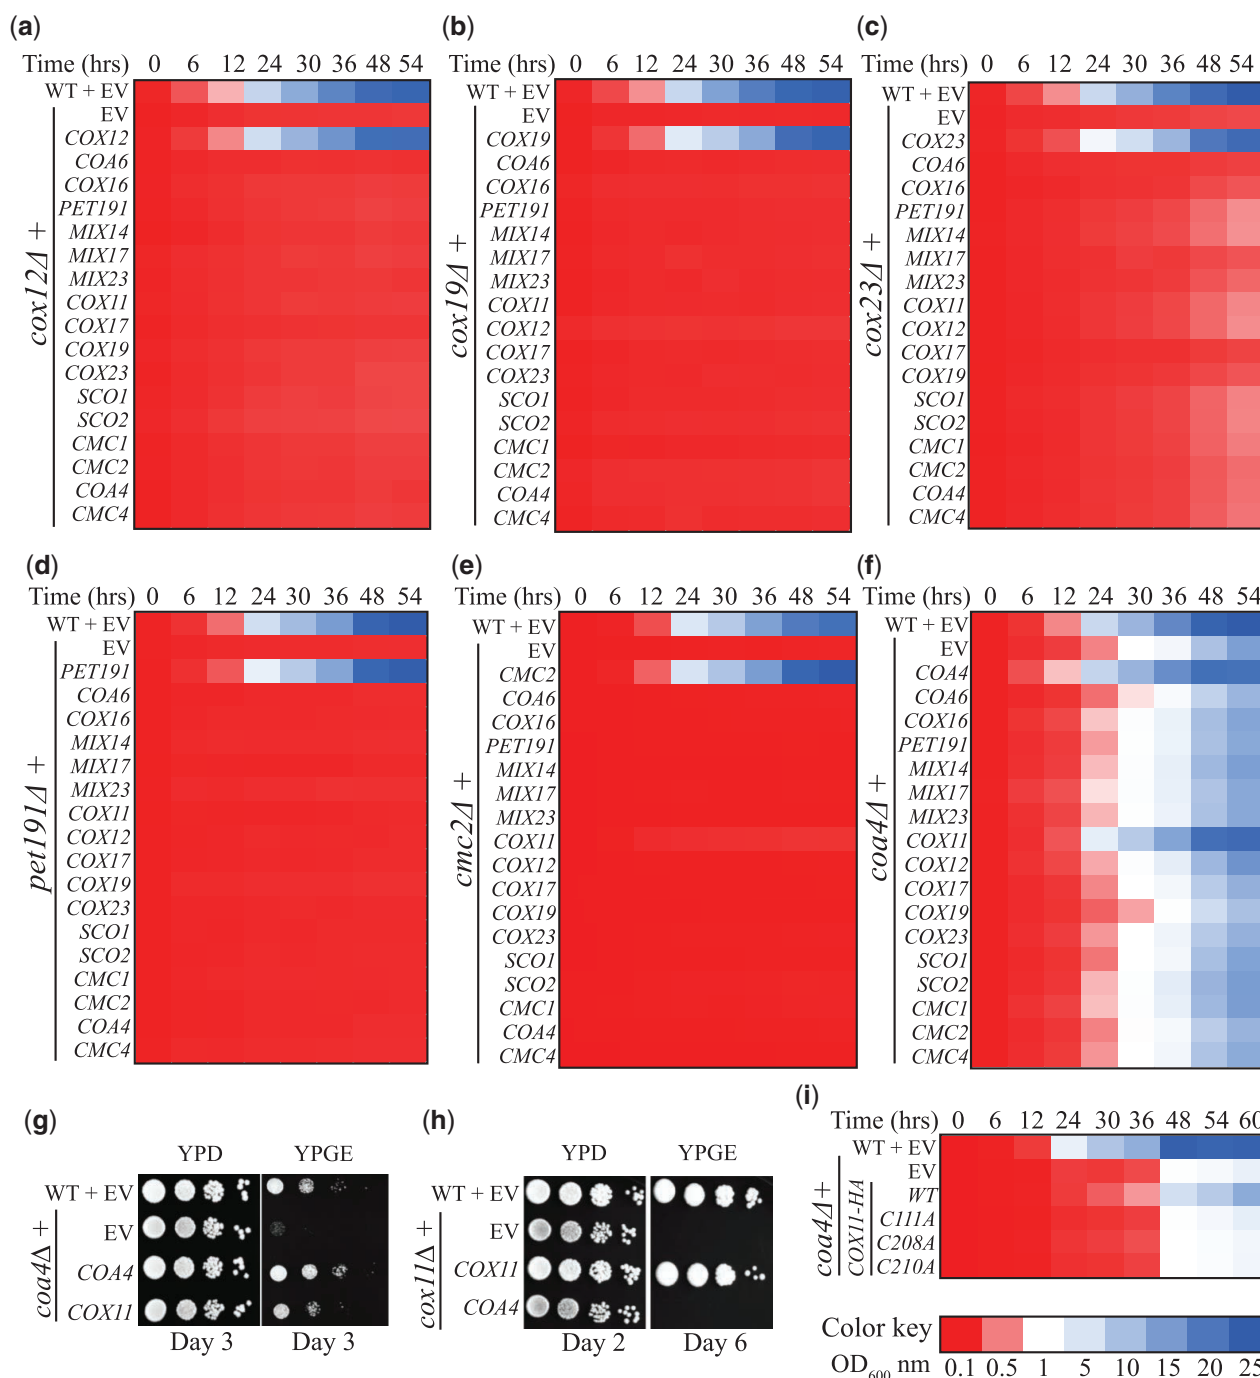 (a)
Time (hrs) 0 6 12 24 30 36 48 54
WT + EV
cox12Δ +
EV
COX12
COA6
COX16
PET191
MIX14
MIX17
MIX23
COX11
COX17
COX19
COX23
SCO1
SCO2
CMC1
CMC2
COA4
CMC4
(b)
Time (hrs) 0 6 12 24 30 36 48 54
WT + EV
cox19Δ +
EV
COX19
COA6
COX16
PET191
MIX14
MIX17
MIX23
COX11
COX12
COX17
COX23
SCO1
SCO2
CMC1
CMC2
COA4
CMC4
(c)
Time (hrs) 0 6 12 24 30 36 48 54
WT + EV
cox23Δ +
EV
COX23
COA6
COX16
PET191
MIX14
MIX17
MIX23
COX11
COX12
COX17
COX19
SCO1
SCO2
CMC1
CMC2
COA4
CMC4
(d)
Time (hrs) 0 6 12 24 30 36 48 54
WT + EV
pet191Δ +
EV
PET191
COA6
COX16
MIX14
MIX17
MIX23
COX11
COX12
COX17
COX19
COX23
SCO1
SCO2
CMC1
CMC2
COA4
CMC4
(e)
Time (hrs) 0 6 12 24 30 36 48 54
WT + EV
cmc2Δ +
EV
CMC2
COA6
COX16
PET191
MIX14
MIX17
MIX23
COX11
COX12
COX17
COX19
COX23
SCO1
SCO2
CMC1
COA4
CMC4
(f)
Time (hrs) 0 6 12 24 30 36 48 54
WT + EV
coa4Δ +
EV
COA4
COA6
COX16
PET191
MIX14
MIX17
MIX23
COX11
COX12
COX17
COX19
COX23
SCO1
SCO2
CMC1
CMC2
CMC4
(g)
YPD YPGE
WT + EV
coa4Δ +
EV
COA4
COX11
Day 3 Day 3
(h)
YPD YPGE
WT + EV
cox11Δ +
EV
COX11
COA4
Day 2 Day 6
(i)
Time (hrs) 0 6 12 24 30 36 48 54 60
WT + EV
coa4Δ +
EV
COX11-HA
WT
C111A
C208A
C210A
Color key
OD600 nm 0.1 0.5 1 5 10 15 20 25